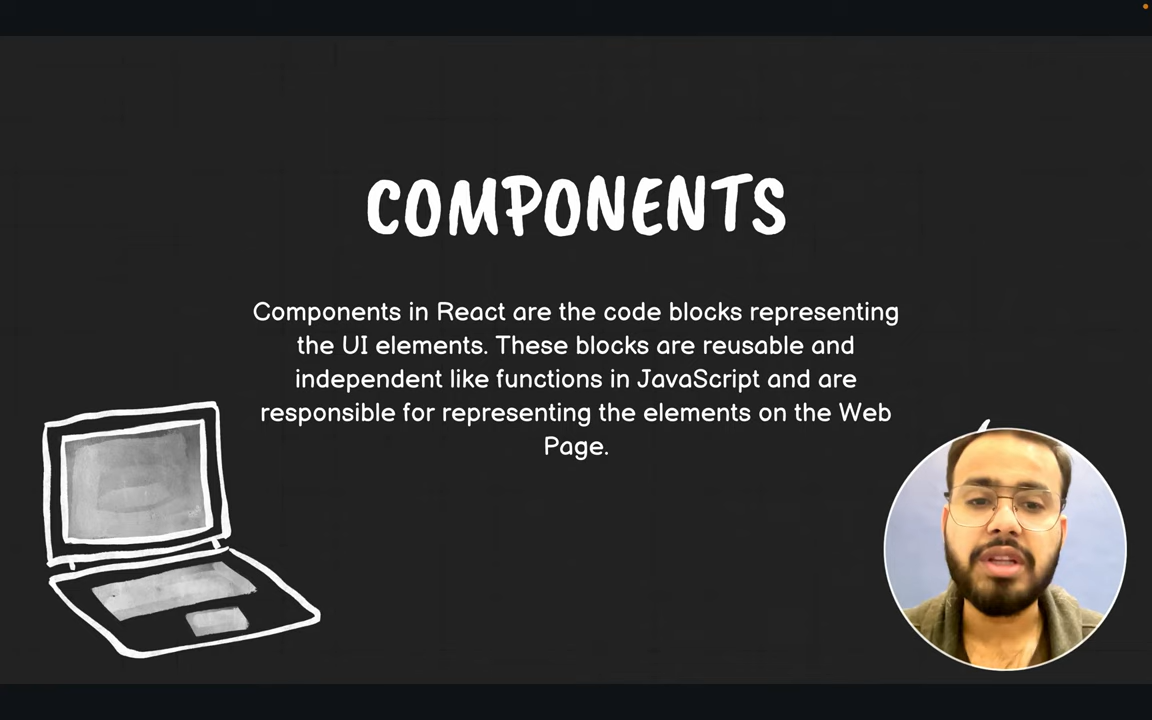 COMPONENTS
Components in React are the code blocks representing
the UI elements. These blocks are reusable and
independent like functions in JavaScript and are
responsible for representing the elements on the Web
Page.